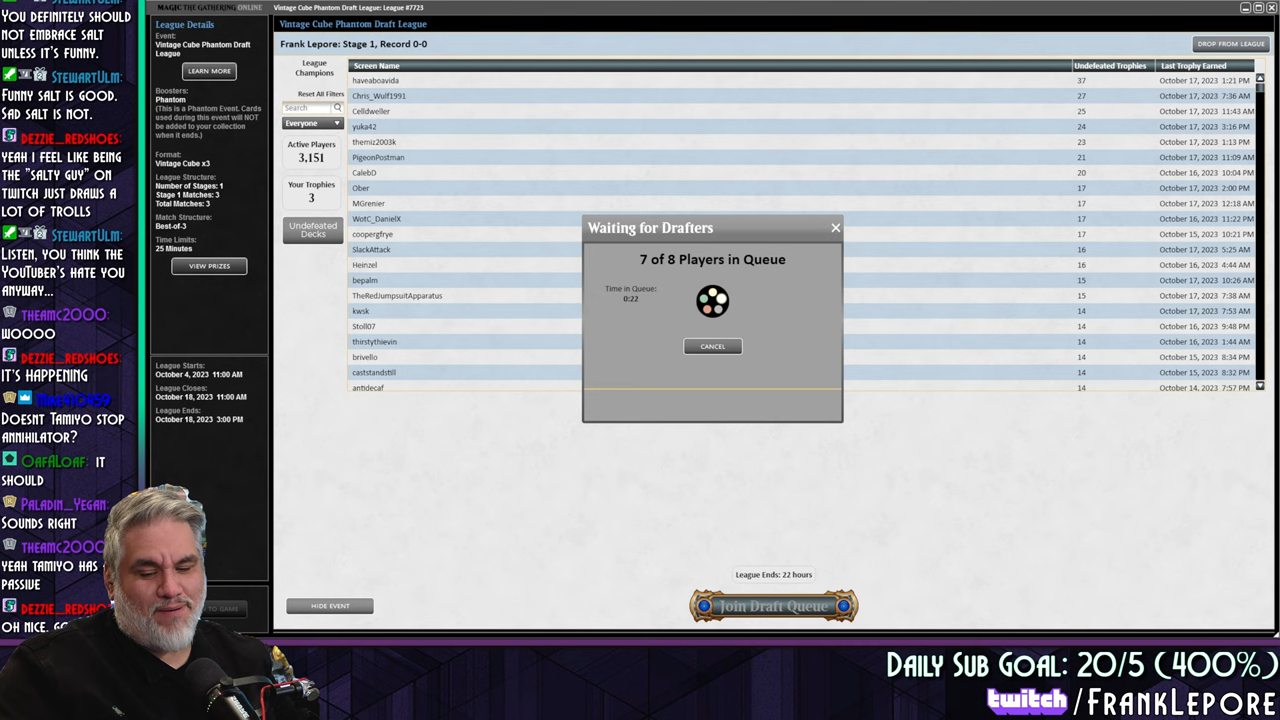 You definitely should
not embrace salt
unless it's funny.
StewartUlm:
Funny salt is good.
Sad salt is not.
Dezzie_Redshoes:
Yeah I feel like being
the "salty guy" on
twitch just draws a
lot of trolls
StewartUlm:
Listen, you think the
YouTuber's hate you
anyway...
theamc2000:
woooo
Dezzie_Redshoes:
it's happening
Mike410459
Doesnt Tamiyo stop
annihilator?
OafAloaf: it
should
Paladin_Yegan:
Sounds right
theamc2000
yeah Tamiyo has
passive
Dezzie_Redsho
oh nice.
MAGIC THE GATHERING ONLINE
Vintage Cube Phantom Draft League: League #7723
League Details
Event:
Vintage Cube Phantom Draft
League
LEARN MORE
Boosters:
Phantom
(This is a Phantom Event. Cards
used during this event will NOT
be added to your collection
when it ends.)
Format:
Vintage Cube x3
League Structure:
Number of Stages: 1
Stage 1 Matches: 3
Total Matches: 3
Match Structure:
Best-of-3
Time Limits:
25 Minutes
VIEW PRIZES
League Starts:
October 4, 2023 11:00 AM
League Closes:
October 18, 2023 11:00 AM
League Ends:
October 18, 2023 3:00 PM
TO GAME
Vintage Cube Phantom Draft League
Frank Lepore: Stage 1, Record 0-0
DROP FROM LEAGUE
League
Champions
Reset All Filters
Search
Everyone
Active Players
3,151
Your Trophies
3
Undefeated
Decks
Screen Name Undefeated Trophies Last Trophy Earned
haveaboavida 37 October 17, 2023 1:21 PM
Chris_Wulf1991 27 October 17, 2023 7:36 AM
Celldweller 25 October 17, 2023 11:43 AM
yuka42 24 October 17, 2023 3:16 PM
themiz2003k 23 October 17, 2023 1:13 PM
PigeonPostman 21 October 17, 2023 11:09 AM
CalebD 20 October 16, 2023 10:04 PM
Ober 17 October 17, 2023 2:00 PM
MGrenier 17 October 17, 2023 12:18 AM
WotC_DanielX 17 October 16, 2023 11:22 PM
coopergfrye 17 October 15, 2023 10:21 PM
SlackAttack 16 October 17, 2023 5:25 AM
Heinzel 16 October 16, 2023 4:44 AM
bepalm 15 October 17, 2023 10:26 AM
TheRedJumpsuitApparatus 15 October 17, 2023 7:38 AM
kwsk 14 October 17, 2023 7:53 AM
Stoll07 14 October 16, 2023 9:48 PM
thirstythievin 14 October 16, 2023 1:44 AM
brivello 14 October 15, 2023 8:34 PM
caststandstill 14 October 15, 2023 8:32 PM
antidecaf 14 October 14, 2023 7:57 PM
Waiting for Drafters
7 of 8 Players in Queue
Time in Queue:
0:22
CANCEL
League Ends: 22 hours
HIDE EVENT
Join Draft Queue
Daily Sub Goal: 20/5 (400%)
twitch/FrankLepore